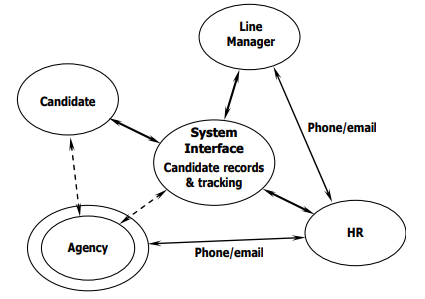 Line
Manager
Candidate
Phone/email
System
Interface
Candidate records
& tracking
HR
Agency
Phone/email